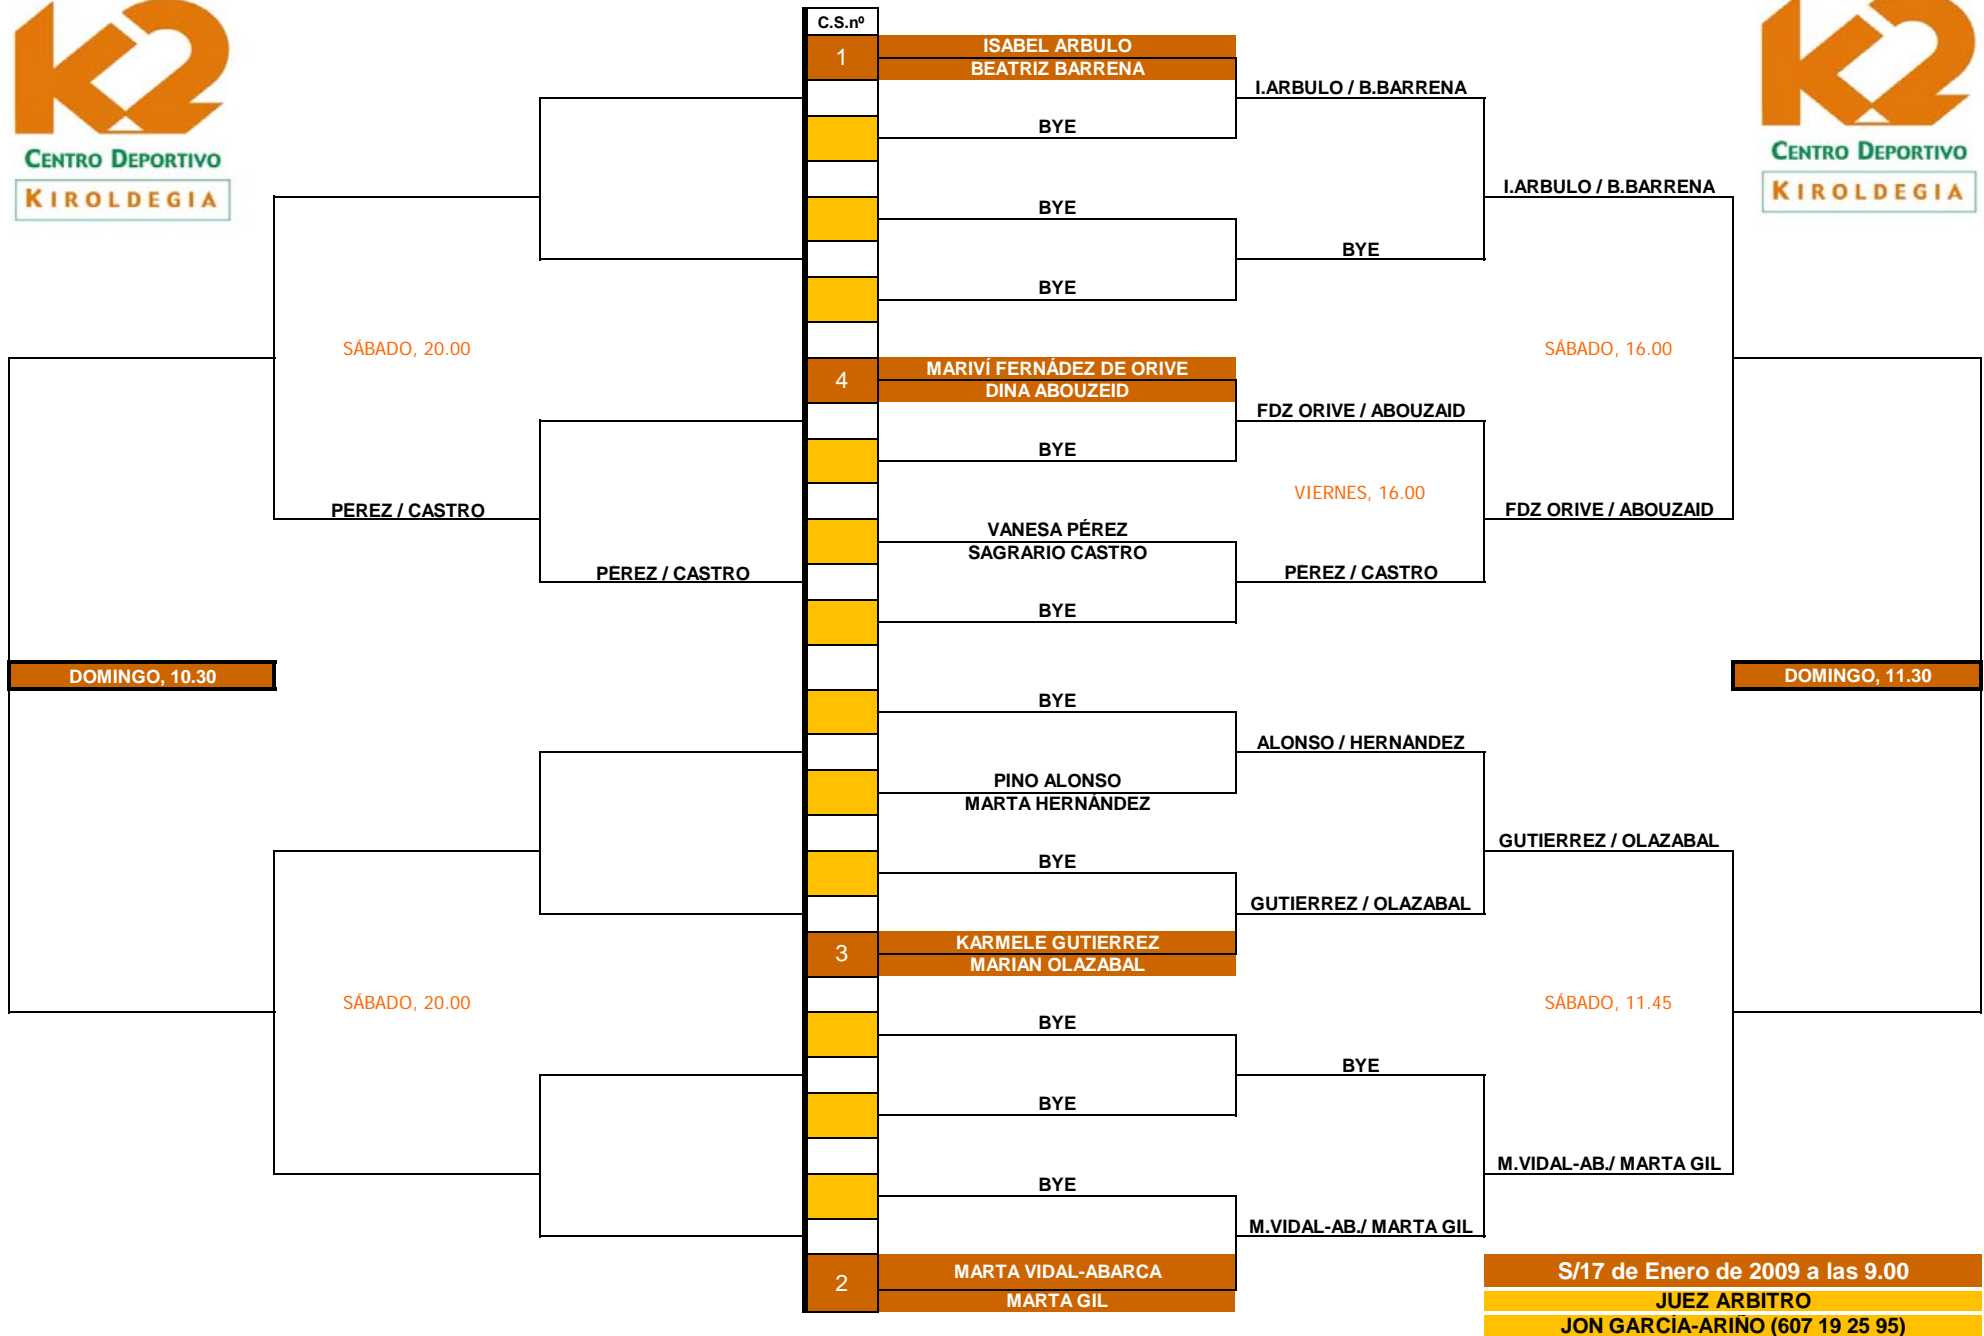 K2
CENTRO DEPORTIVO
KIROLDEGIA
K2
CENTRO DEPORTIVO
KIROLDEGIA
C.S.nº
1
ISABEL ARBULO
BEATRIZ BARRENA
I.ARBULO / B.BARRENA
BYE
I.ARBULO / B.BARRENA
BYE
BYE
BYE
SÁBADO, 20.00
SÁBADO, 16.00
4
MARIVÍ FERNÁDEZ DE ORIVE
DINA ABOUZEID
FDZ ORIVE / ABOUZAID
BYE
VIERNES, 16.00
PEREZ / CASTRO
FDZ ORIVE / ABOUZAID
VANESA PÉREZ
SAGRARIO CASTRO
PEREZ / CASTRO
PEREZ / CASTRO
BYE
DOMINGO, 10.30
DOMINGO, 11.30
BYE
ALONSO / HERNANDEZ
PINO ALONSO
MARTA HERNÁNDEZ
GUTIERREZ / OLAZABAL
BYE
GUTIERREZ / OLAZABAL
3
KARMELE GUTIERREZ
MARIAN OLAZABAL
SÁBADO, 20.00
SÁBADO, 11.45
BYE
BYE
BYE
M.VIDAL-AB./ MARTA GIL
BYE
M.VIDAL-AB./ MARTA GIL
2
MARTA VIDAL-ABARCA
MARTA GIL
S/17 de Enero de 2009 a las 9.00
JUEZ ARBITRO
JON GARCÍA-ARIÑO (607 19 25 95)